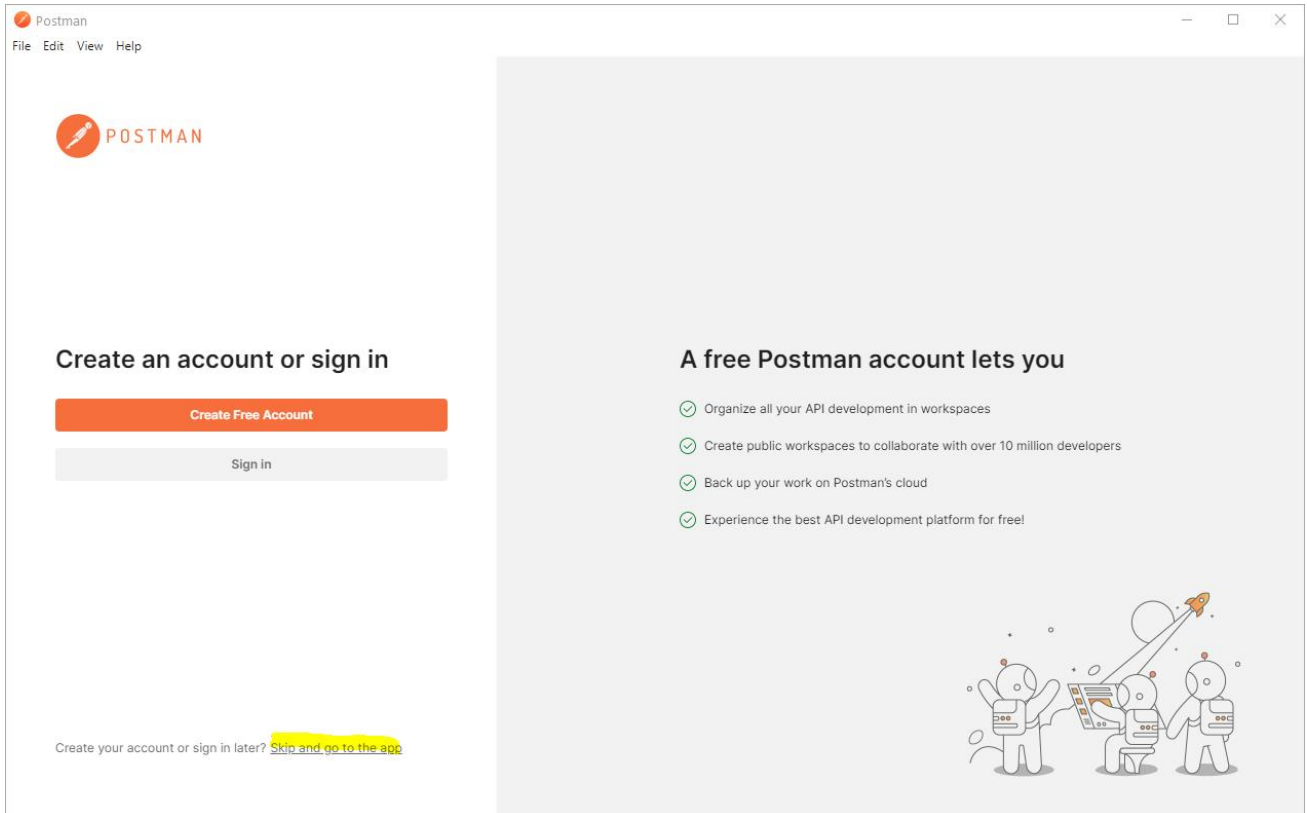 Postman
File Edit View Help
POSTMAN
Create an account or sign in
Create Free Account
Sign in
Create your account or sign in later? Skip and go to the app
A free Postman account lets you
Organize all your API development in workspaces
Create public workspaces to collaborate with over 10 million developers
Back up your work on Postman's cloud
Experience the best API development platform for free!